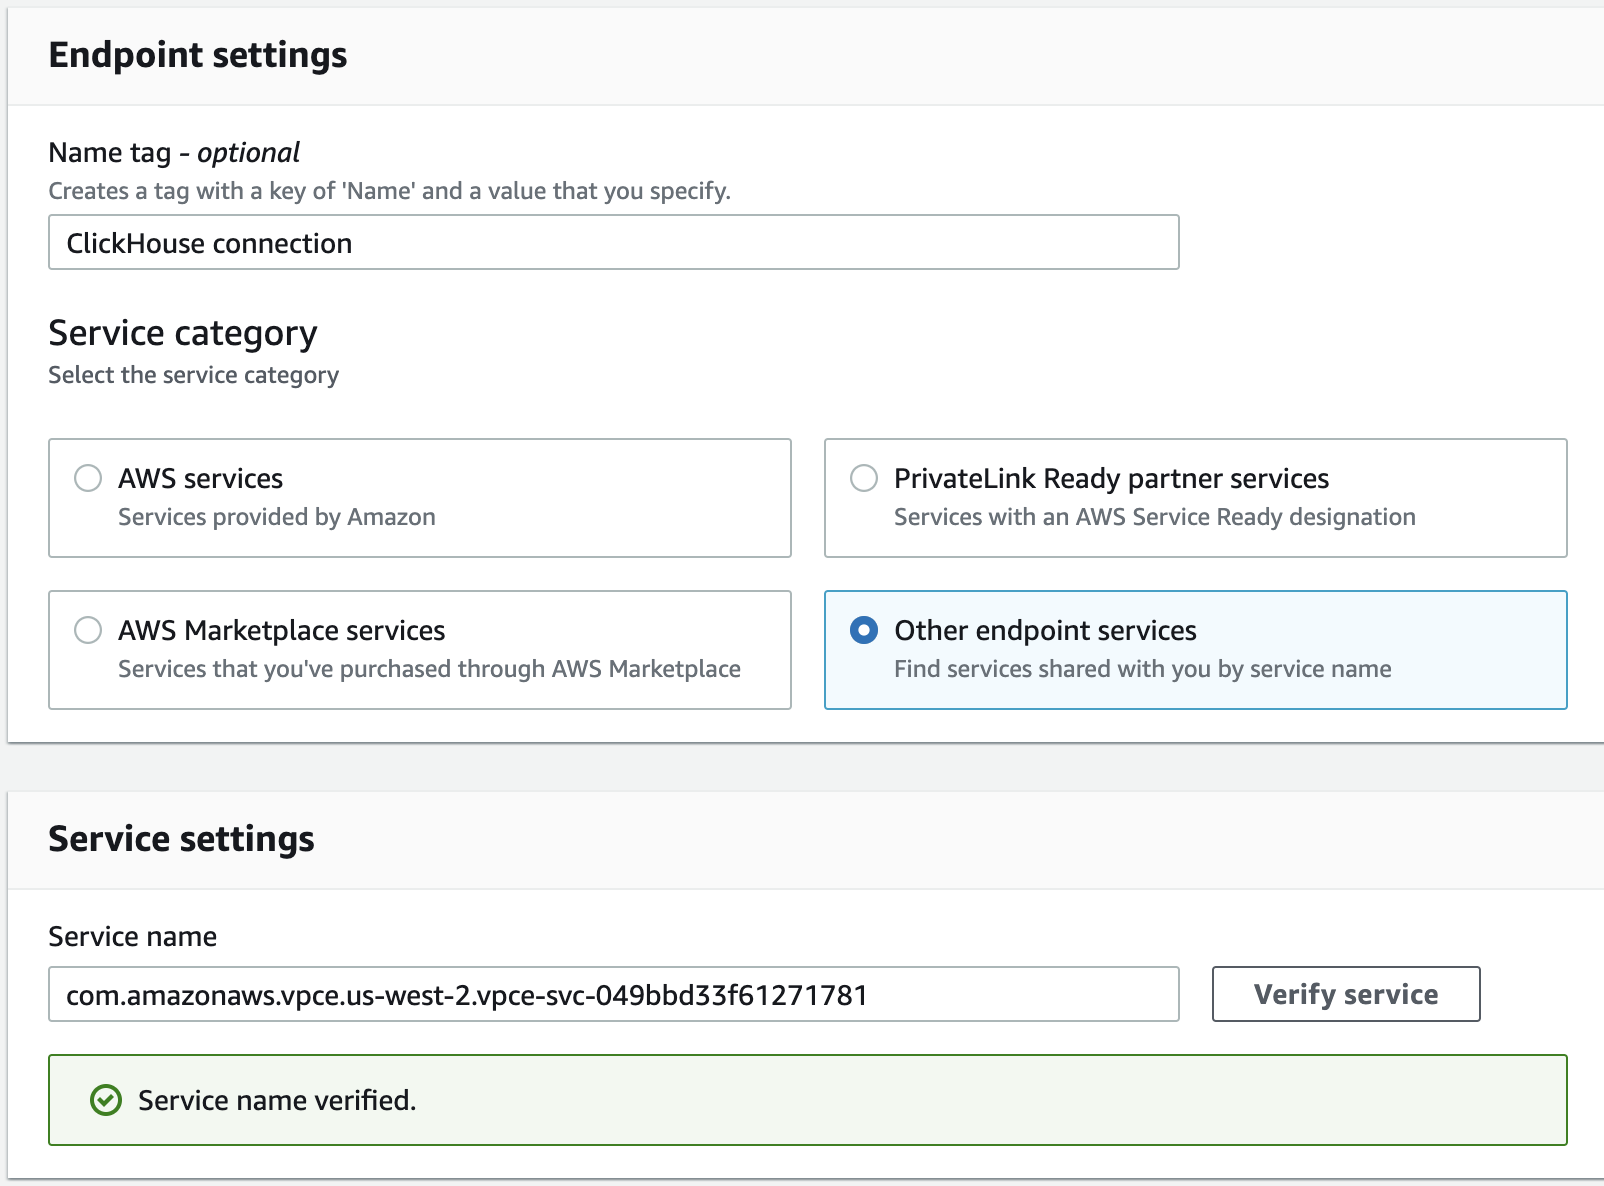 Endpoint settings
Name tag - optional
Creates a tag with a key of 'Name' and a value that you specify.
ClickHouse connection
Service category
Select the service category
AWS services
Services provided by Amazon
PrivateLink Ready partner services
Services with an AWS Service Ready designation
AWS Marketplace services
Services that you've purchased through AWS Marketplace
Other endpoint services
Find services shared with you by service name
Service settings
Service name
com.amazonaws.vpce.us-west-2.vpce-svc-049bbd33f61271781
Verify service
Service name verified.